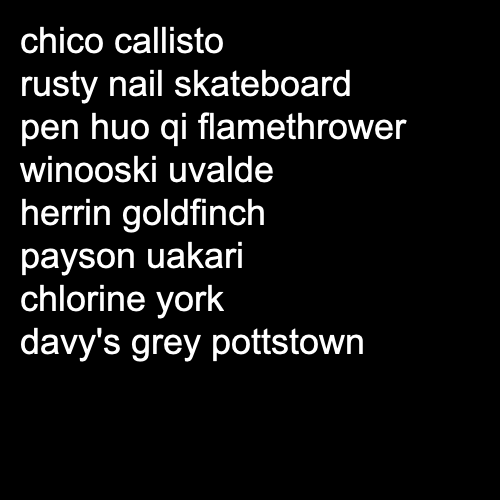 chico callisto
rusty nail skateboard
pen huo qi flamethrower
winooski uvalde
herrin goldfinch
payson uakari
chlorine york
davy's grey pottstown